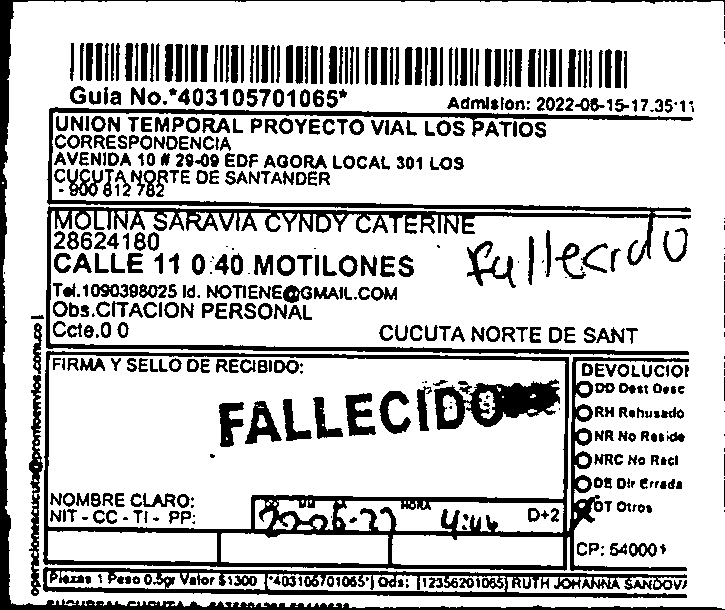 Guia No.*403105701065*
Admision: 2022-06-15-17.35:11
UNION TEMPORAL PROYECTO VIAL LOS PATIOS
CORRESPONDENCIA
AVENIDA 10 # 29-09 EDF AGORA LOCAL 301 LOS
CUCUTA NORTE DE SANTANDER
- 900 812 782
MOLINA SARAVIA CYNDY CATERINE
28624180
Fallecido
CALLE 11 0:40 MOTILONES
Tel.1090398025 Id. NOTIENE@GMAIL.COM
Obs.CITACION PERSONAL
Ccte.0 0
CUCUTA NORTE DE SANT
FIRMA Y SELLO DE RECIBIDO:
FALLECIDO
DEVOLUCION
DD Dest Desc
RH Rehusado
NR No Reside
NRC No Recl
DE Dir Errada
OT Otros
NOMBRE CLARO:
NIT - CC - TI - PP:
HORA
4:44
D+2
CP: 540001
operacionescucuta@prontoenvios.com.co
Piezas 1 Peso 0.5gr Valor $1300 [*403105701065*] Ods: [12356201065] RUTH JOHANNA SANDOVA